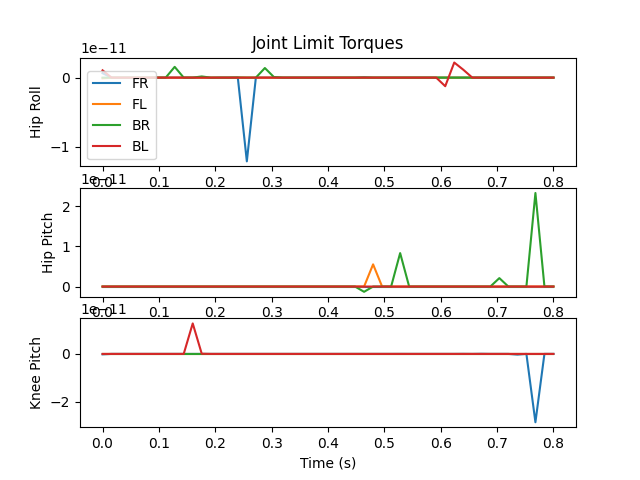 Joint Limit Torques
1e−11
0
−1
Hip Roll
FR
FL
BR
BL
0.0 0.1 0.2 0.3 0.4 0.5 0.6 0.7 0.8
1e−11
2
1
0
Hip Pitch
0.0 0.1 0.2 0.3 0.4 0.5 0.6 0.7 0.8
1e−11
0
−2
Knee Pitch
0.0 0.1 0.2 0.3 0.4 0.5 0.6 0.7 0.8
Time (s)